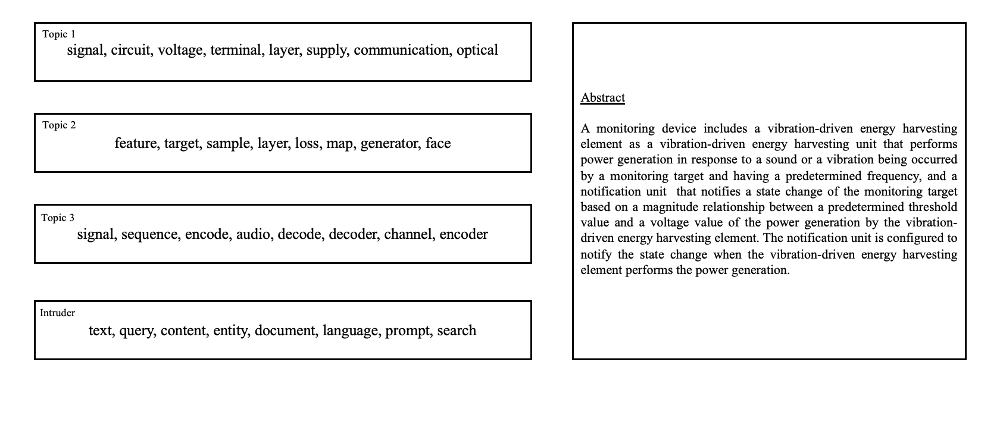 Topic 1
signal, circuit, voltage, terminal, layer, supply, communication, optical
Topic 2
feature, target, sample, layer, loss, map, generator, face
Topic 3
signal, sequence, encode, audio, decode, decoder, channel, encoder
Intruder
text, query, content, entity, document, language, prompt, search
Abstract
A monitoring device includes a vibration-driven energy harvesting
element as a vibration-driven energy harvesting unit that performs
power generation in response to a sound or a vibration being occurred
by a monitoring target and having a predetermined frequency, and a
notification unit that notifies a state change of the monitoring target
based on a magnitude relationship between a predetermined threshold
value and a voltage value of the power generation by the vibration-
driven energy harvesting element. The notification unit is configured to
notify the state change when the vibration-driven energy harvesting
element performs the power generation.